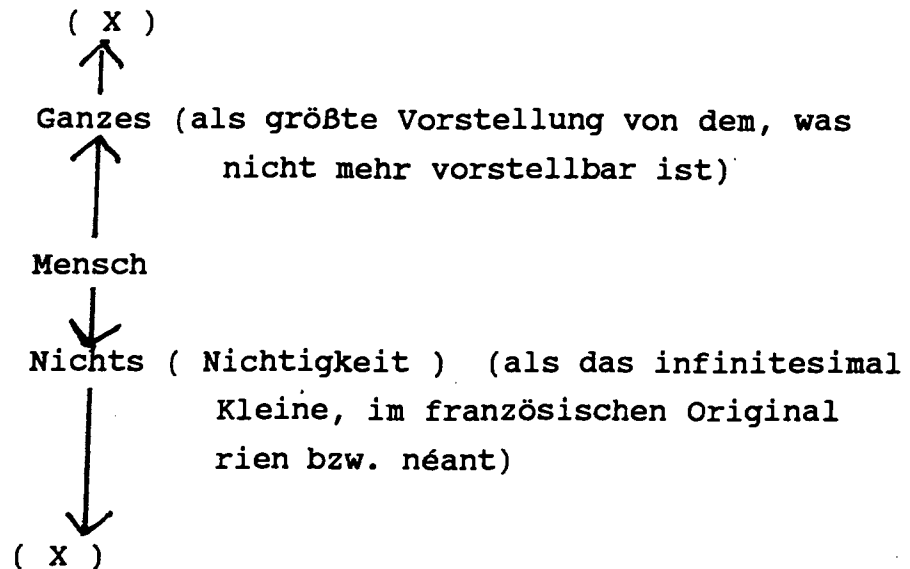 ( X )
Ganzes (als größte Vorstellung von dem, was
nicht mehr vorstellbar ist)
Mensch
Nichts ( Nichtigkeit ) (als das infinitesimal
Kleine, im französischen Original
rien bzw. néant)
( X )